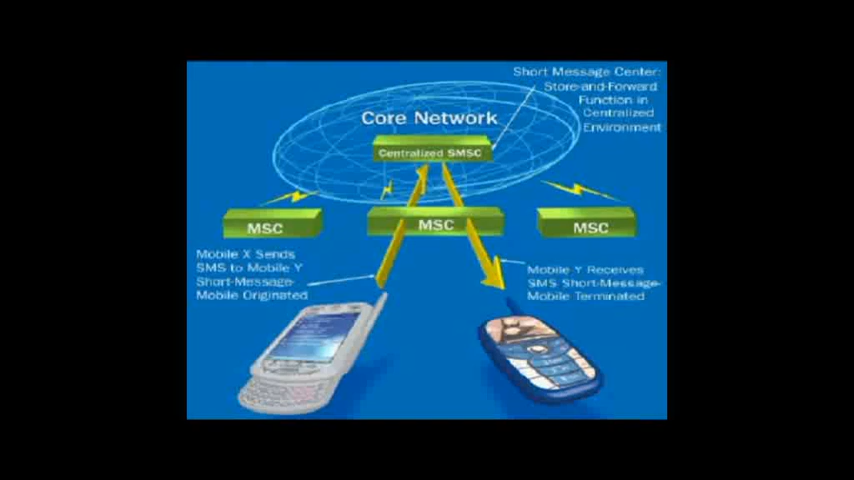 Short Message Center:
Store-and-Forward
Function in
Centralized
Environment
Core Network
Centralized SMSC
MSC
MSC
MSC
Mobile X Sends
SMS to Mobile Y
Short-Message-
Mobile Originated
Mobile Y Receives
SMS Short-Message-
Mobile Terminated